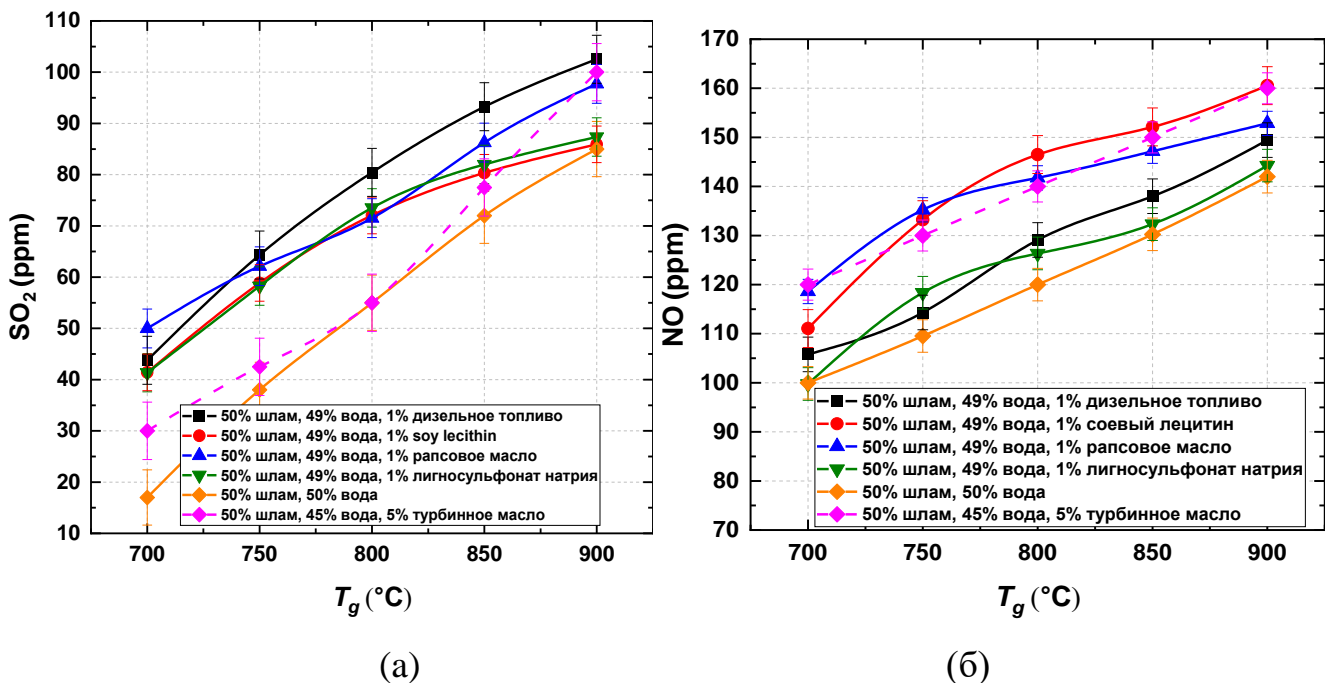 110
100
90
80
70
60
50
40
30
20
10
SO2 (ppm)
50% шлам, 49% вода, 1% дизельное топливо
50% шлам, 49% вода, 1% soy lecithin
50% шлам, 49% вода, 1% рапсовое масло
50% шлам, 49% вода, 1% лигносульфонат натрия
50% шлам, 50% вода
50% шлам, 45% вода, 5% турбинное масло
700 750 800 850 900
Tg (°C)
(а)
170
160
150
140
130
120
110
100
90
80
70
NO (ppm)
50% шлам, 49% вода, 1% дизельное топливо
50% шлам, 49% вода, 1% соевый лецитин
50% шлам, 49% вода, 1% рапсовое масло
50% шлам, 49% вода, 1% лигносульфонат натрия
50% шлам, 50% вода
50% шлам, 45% вода, 5% турбинное масло
700 750 800 850 900
Tg (°C)
(б)